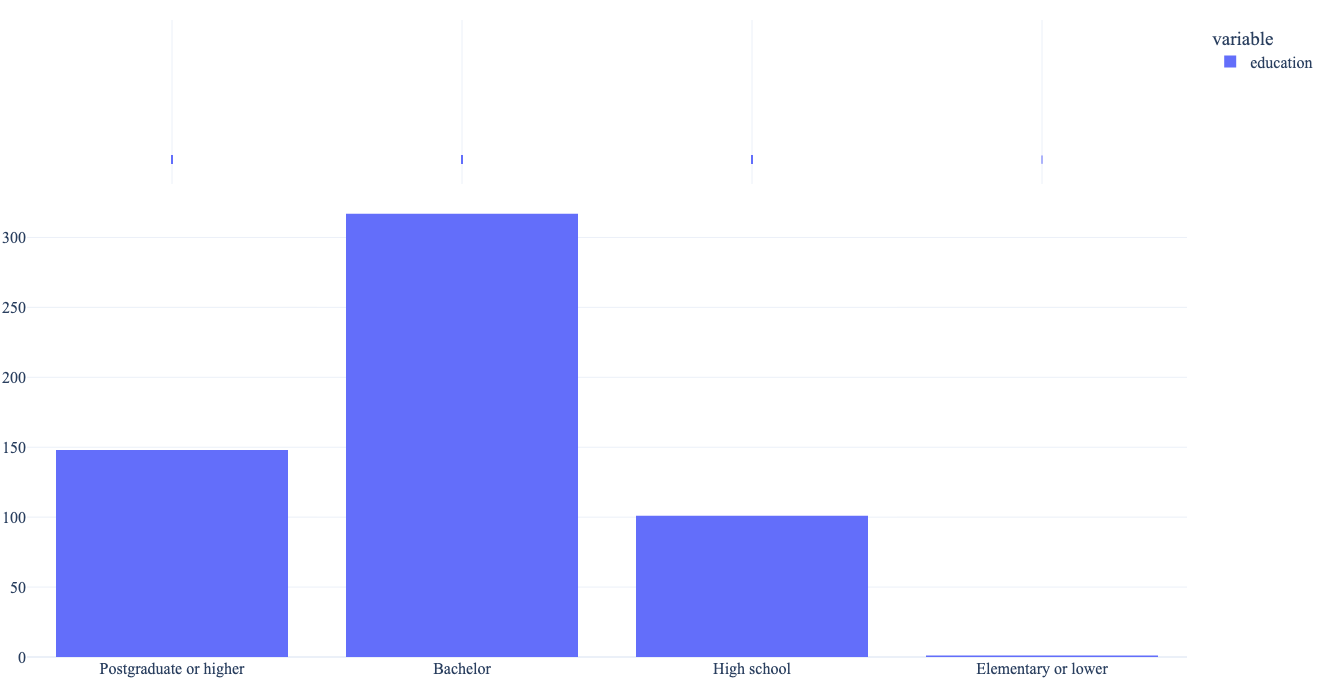 variable
education
300
250
200
150
100
50
0
Postgraduate or higher
Bachelor
High school
Elementary or lower